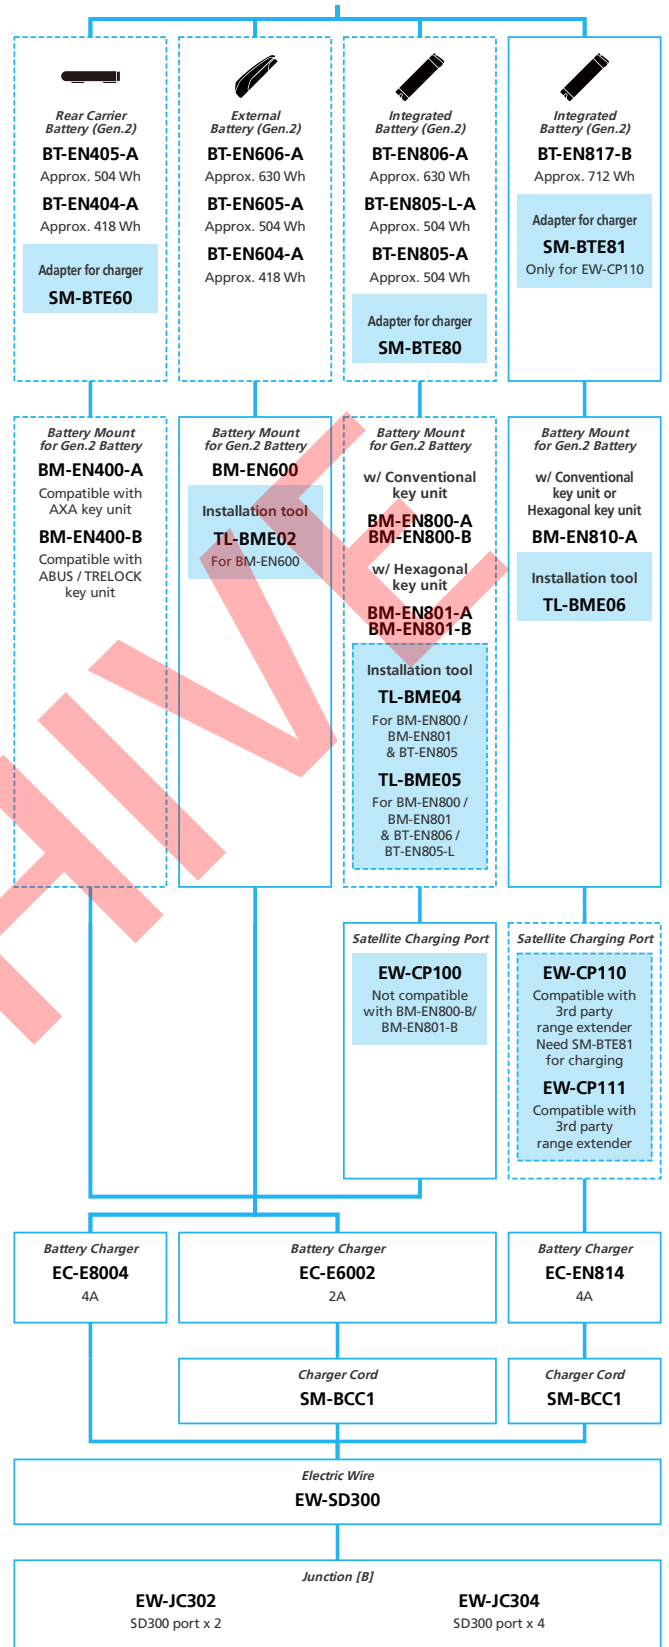 Rear Carrier
Battery (Gen.2)
BT-EN405-A
Approx. 504 Wh
BT-EN404-A
Approx. 418 Wh
Adapter for charger
SM-BTE60
External
Battery (Gen.2)
BT-EN606-A
Approx. 630 Wh
BT-EN605-A
Approx. 504 Wh
BT-EN604-A
Approx. 418 Wh
Integrated
Battery (Gen.2)
BT-EN806-A
Approx. 630 Wh
BT-EN805-L-A
Approx. 504 Wh
BT-EN805-A
Approx. 504 Wh
Adapter for charger
SM-BTE80
Integrated
Battery (Gen.2)
BT-EN817-B
Approx. 712 Wh
Adapter for charger
SM-BTE81
Only for EW-CP110
Battery Mount
for Gen.2 Battery
BM-EN400-A
Compatible with
AXA key unit
BM-EN400-B
Compatible with
ABUS / TRELOCK
key unit
Battery Mount
for Gen.2 Battery
BM-EN600
Installation tool
TL-BME02
For BM-EN600
Battery Mount
for Gen.2 Battery
w/ Conventional
key unit
BM-EN800-A
BM-EN800-B
w/ Hexagonal
key unit
BM-EN801-A
BM-EN801-B
Installation tool
TL-BME04
For BM-EN800 /
BM-EN801
& BT-EN805
TL-BME05
For BM-EN800 /
BM-EN801
& BT-EN806 /
BT-EN805-L
Battery Mount
for Gen.2 Battery
w/ Conventional
key unit or
Hexagonal key unit
BM-EN810-A
Installation tool
TL-BME06
Satellite Charging Port
EW-CP100
Not compatible
with BM-EN800-B/
BM-EN801-B
Satellite Charging Port
EW-CP110
Compatible with
3rd party
range extender
Need SM-BTE81
for charging
EW-CP111
Compatible with
3rd party
range extender
Battery Charger
EC-E8004
4A
Battery Charger
EC-E6002
2A
Battery Charger
EC-EN814
4A
Charger Cord
SM-BCC1
Charger Cord
SM-BCC1
Electric Wire
EW-SD300
Junction [B]
EW-JC302
SD300 port x 2
EW-JC304
SD300 port x 4
HIVE